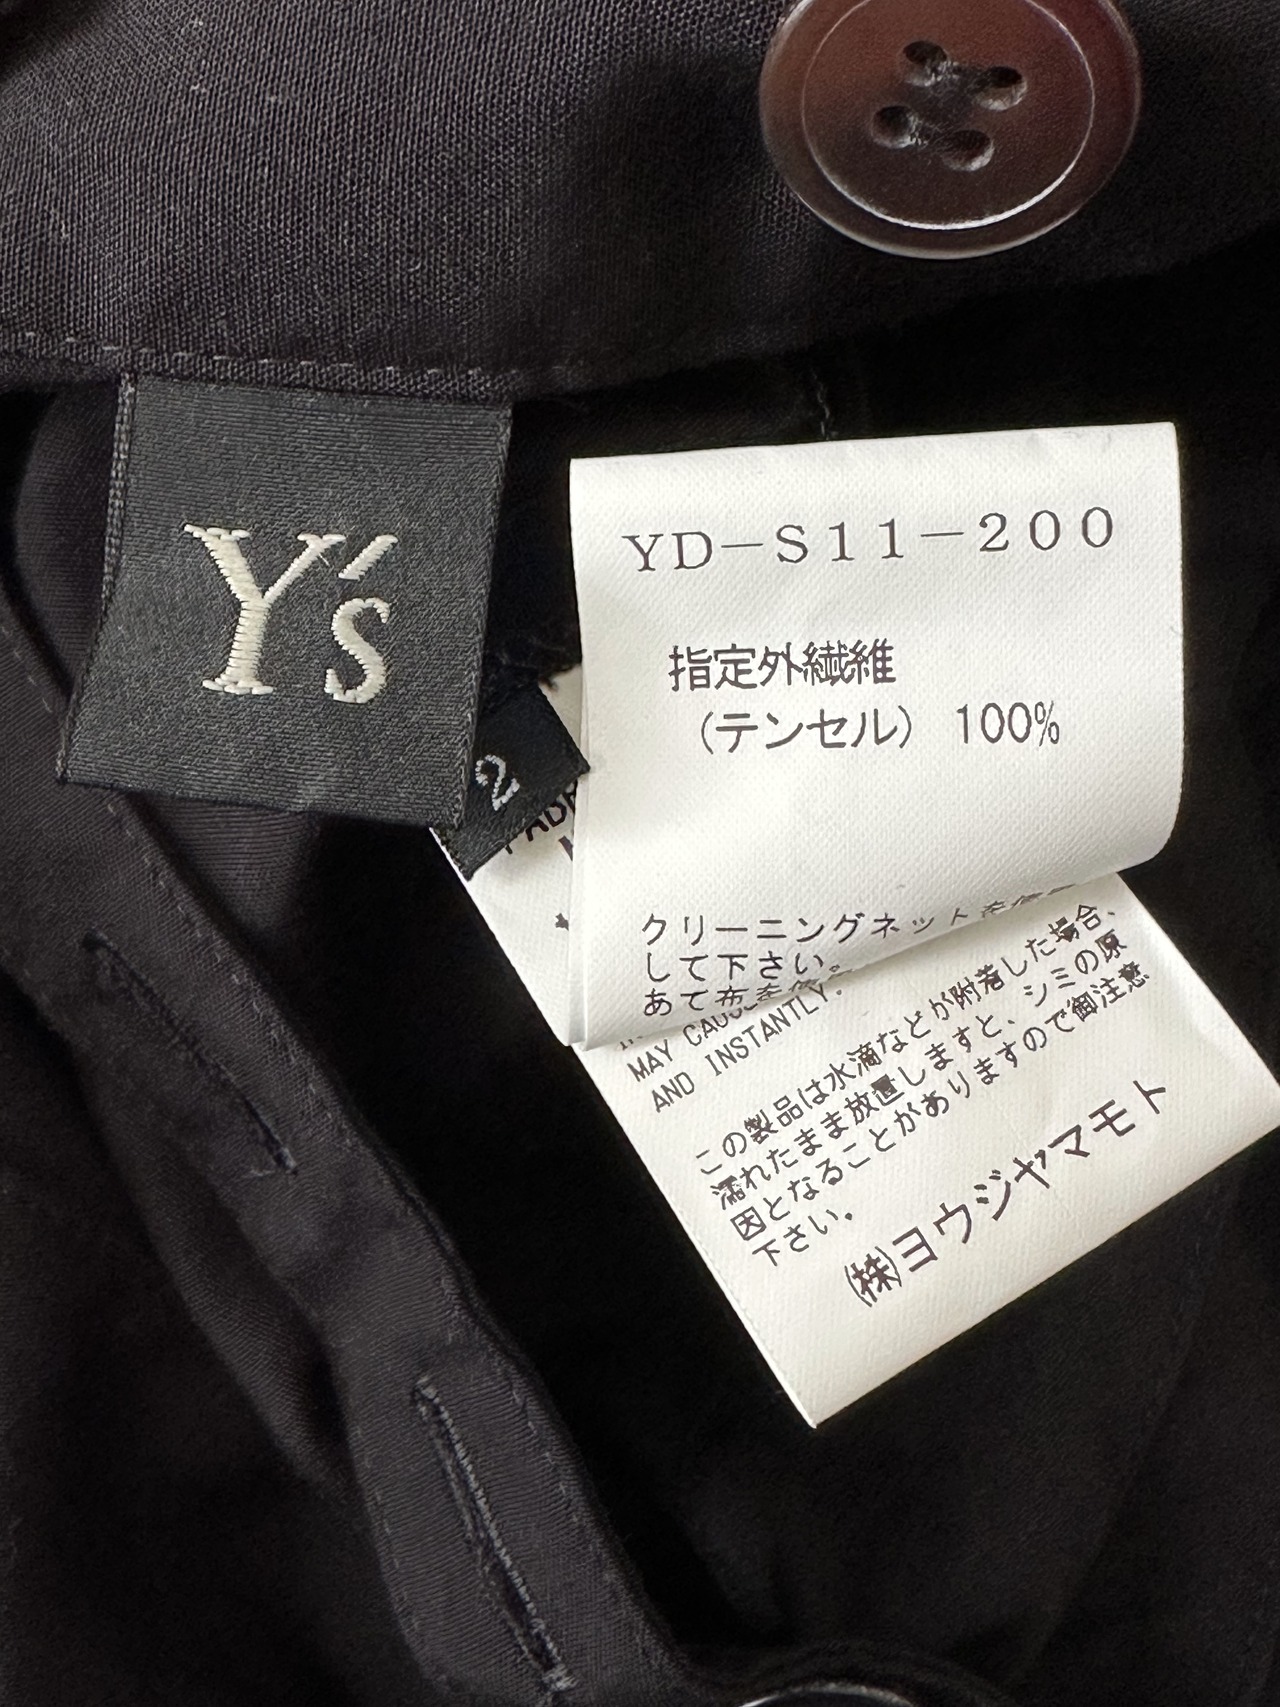 Y's
2
YD-S11-200
指定外繊維
(テンセル) 100%
クリーニングネットを
して下さい。
あて布を
MAY CAUSE
AND INSTANTLY.
この製品は水滴などが附着した場合、
濡れたまま放置しますと、シミの原
因となることがありますので御注意
下さい。
㈱ヨウジヤマモト